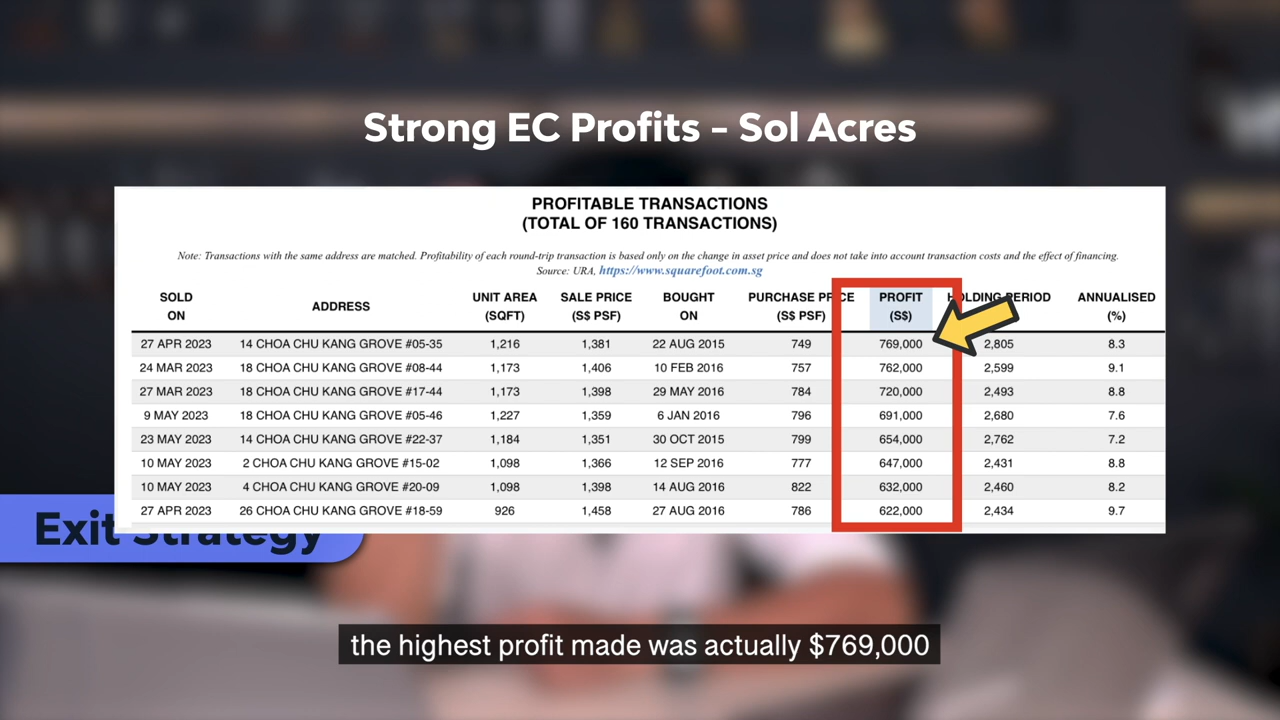 Strong EC Profits - Sol Acres
PROFITABLE TRANSACTIONS
(TOTAL OF 160 TRANSACTIONS)
Note: Transactions with the same address are matched. Profitability of each round-trip transaction is based only on the change in asset price and does not take into account transaction costs and the effect of financing.
Source: URA, https://www.squarefoot.com.sg
SOLD ON ADDRESS UNIT AREA (SQFT) SALE PRICE (S$ PSF) BOUGHT ON PURCHASE PRICE (S$ PSF) PROFIT (S$) HOLDING PERIOD ANNUALISED (%)
27 APR 2023 14 CHOA CHU KANG GROVE #05-35 1,216 1,381 22 AUG 2015 749 769,000 2,805 8.3
24 MAR 2023 18 CHOA CHU KANG GROVE #08-44 1,173 1,406 10 FEB 2016 757 762,000 2,599 9.1
27 MAR 2023 18 CHOA CHU KANG GROVE #17-44 1,173 1,398 29 MAY 2016 784 720,000 2,493 8.8
9 MAY 2023 18 CHOA CHU KANG GROVE #05-46 1,227 1,359 6 JAN 2016 796 691,000 2,680 7.6
23 MAY 2023 14 CHOA CHU KANG GROVE #22-37 1,184 1,351 30 OCT 2015 799 654,000 2,762 7.2
10 MAY 2023 2 CHOA CHU KANG GROVE #15-02 1,098 1,366 12 SEP 2016 777 647,000 2,431 8.8
10 MAY 2023 4 CHOA CHU KANG GROVE #20-09 1,098 1,398 14 AUG 2016 822 632,000 2,460 8.2
27 APR 2023 26 CHOA CHU KANG GROVE #18-59 926 1,458 27 AUG 2016 786 622,000 2,434 9.7
Exit Strategy
the highest profit made was actually $769,000